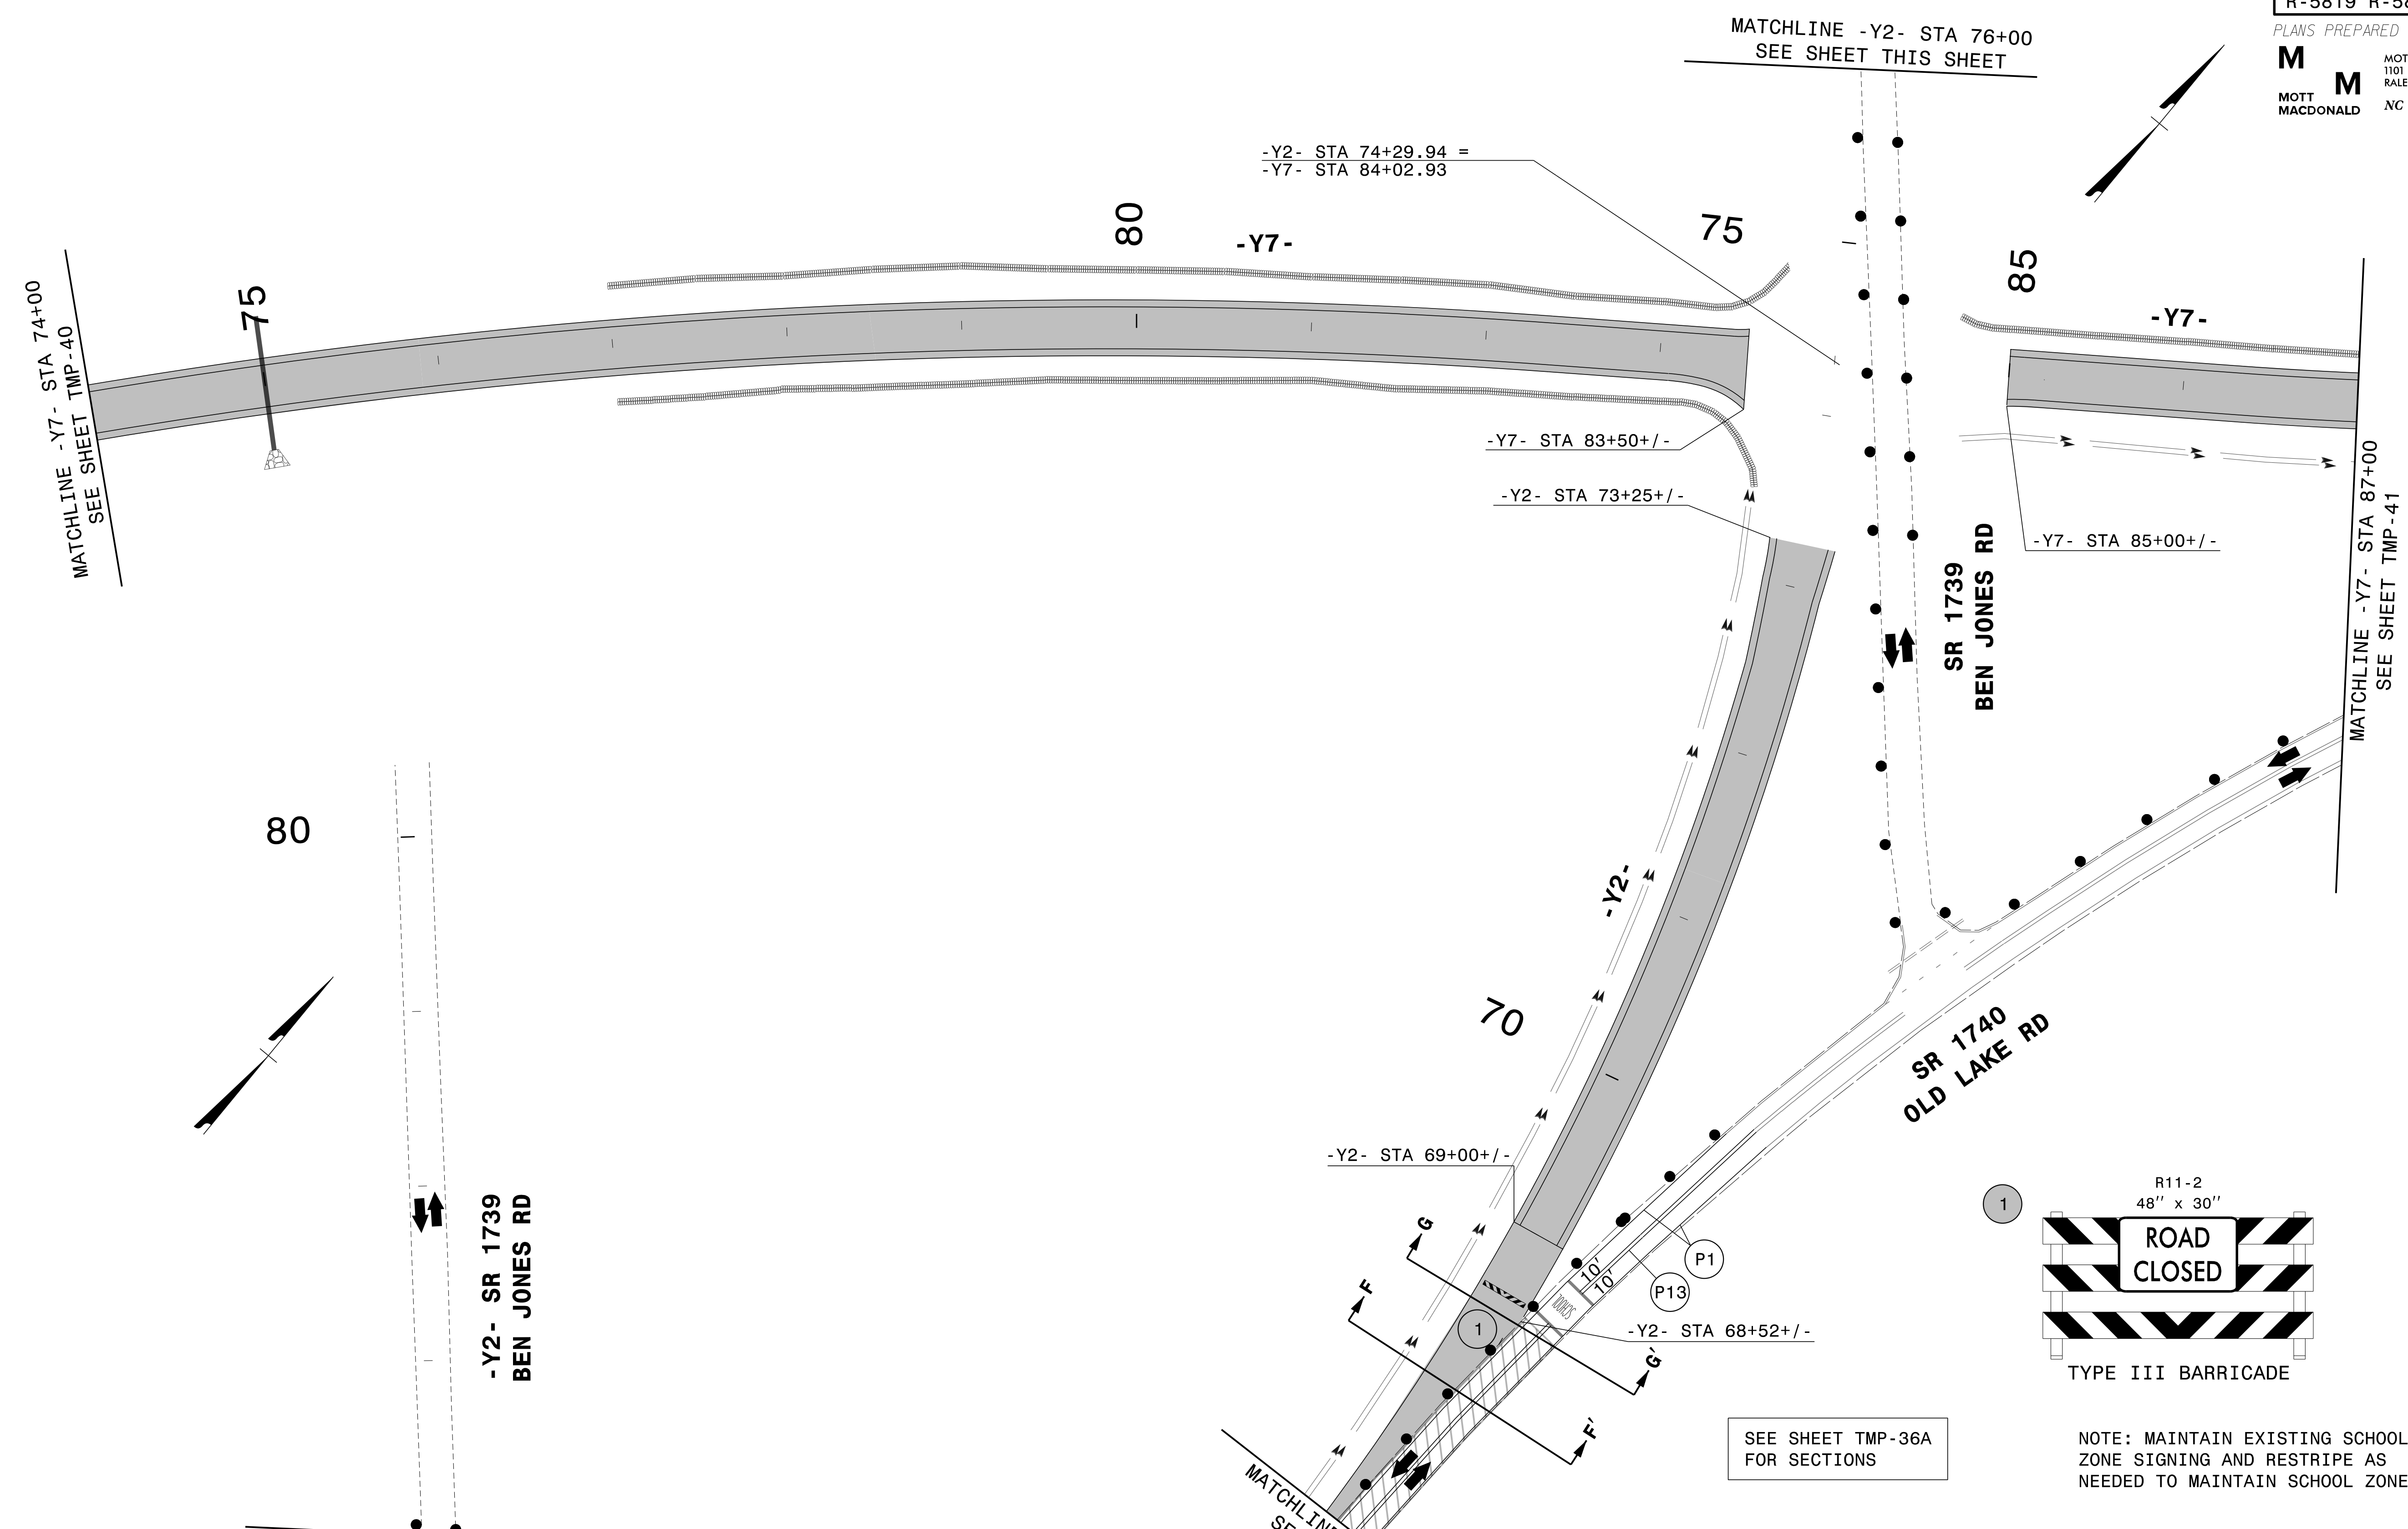 PLANS PREPARED
M
M
MOTT
MACDONALD
NC
MATCHLINE -Y2- STA 76+00
SEE SHEET THIS SHEET
-Y2- STA 74+29.94 =
-Y7- STA 84+02.93
75
80
-Y7-
75
85
-Y7-
MATCHLINE -Y7- STA 74+00
SEE SHEET TMP-40
-Y7- STA 83+50+/-
-Y2- STA 73+25+/-
-Y7- STA 85+00+/-
MATCHLINE -Y7- STA 87+00
SEE SHEET TMP-41
SR 1739
BEN JONES RD
80
-Y2-
70
SR 1740
OLD LAKE RD
-Y2- SR 1739
BEN JONES RD
-Y2- STA 69+00+/-
G
F
10'
10'
P1
P13
SCHOOL
1
-Y2- STA 68+52+/-
G'
F'
1
R11-2
48" x 30"
ROAD
CLOSED
TYPE III BARRICADE
SEE SHEET TMP-36A
FOR SECTIONS
NOTE: MAINTAIN EXISTING SCHOOL
ZONE SIGNING AND RESTRIPE AS
NEEDED TO MAINTAIN SCHOOL ZONE